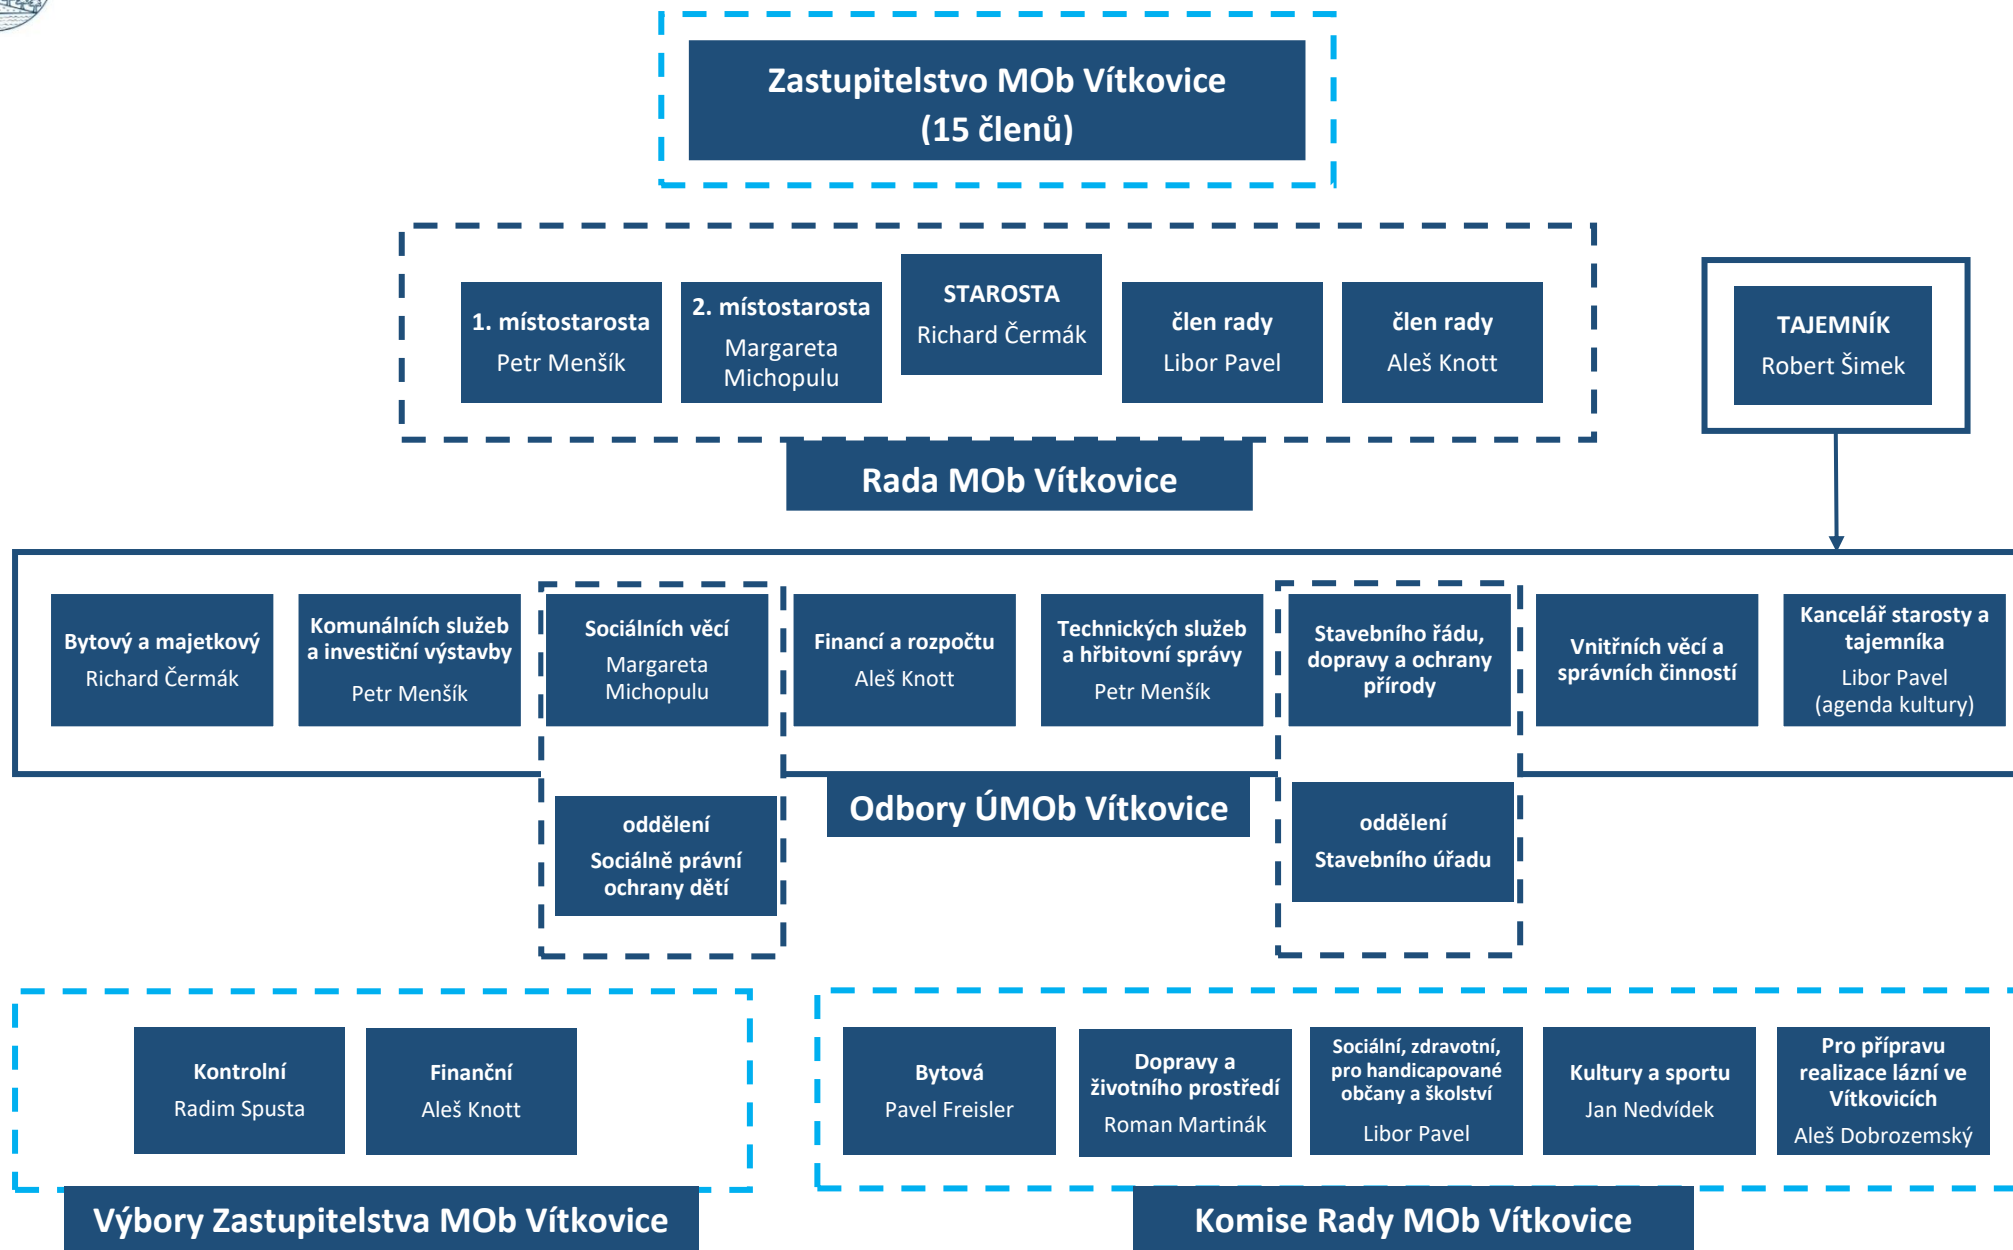 Zastupitelstvo MOb Vítkovice
(15 členů)
1. místostarosta
Petr Menšík
2. místostarosta
Margareta
Michopulu
STAROSTA
Richard Čermák
člen rady
Libor Pavel
člen rady
Aleš Knott
TAJEMNÍK
Robert Šimek
Rada MOb Vítkovice
Bytový a majetkový
Richard Čermák
Komunálních služeb
a investiční výstavby
Petr Menšík
Sociálních věcí
Margareta
Michopulu
Financí a rozpočtu
Aleš Knott
Technických služeb
a hřbitovní správy
Petr Menšík
Stavebního řádu,
dopravy a ochrany
přírody
Vnitřních věcí a
správních činností
Kancelář starosty a
tajemníka
Libor Pavel
(agenda kultury)
Odbory ÚMOb Vítkovice
oddělení
Sociálně právní
ochrany dětí
oddělení
Stavebního úřadu
Kontrolní
Radim Spusta
Finanční
Aleš Knott
Bytová
Pavel Freisler
Dopravy a
životního prostředí
Roman Martinák
Sociální, zdravotní,
pro handicapované
občany a školství
Libor Pavel
Kultury a sportu
Jan Nedvídek
Pro přípravu
realizace lázní ve
Vítkovicích
Aleš Dobrozemský
Výbory Zastupitelstva MOb Vítkovice
Komise Rady MOb Vítkovice